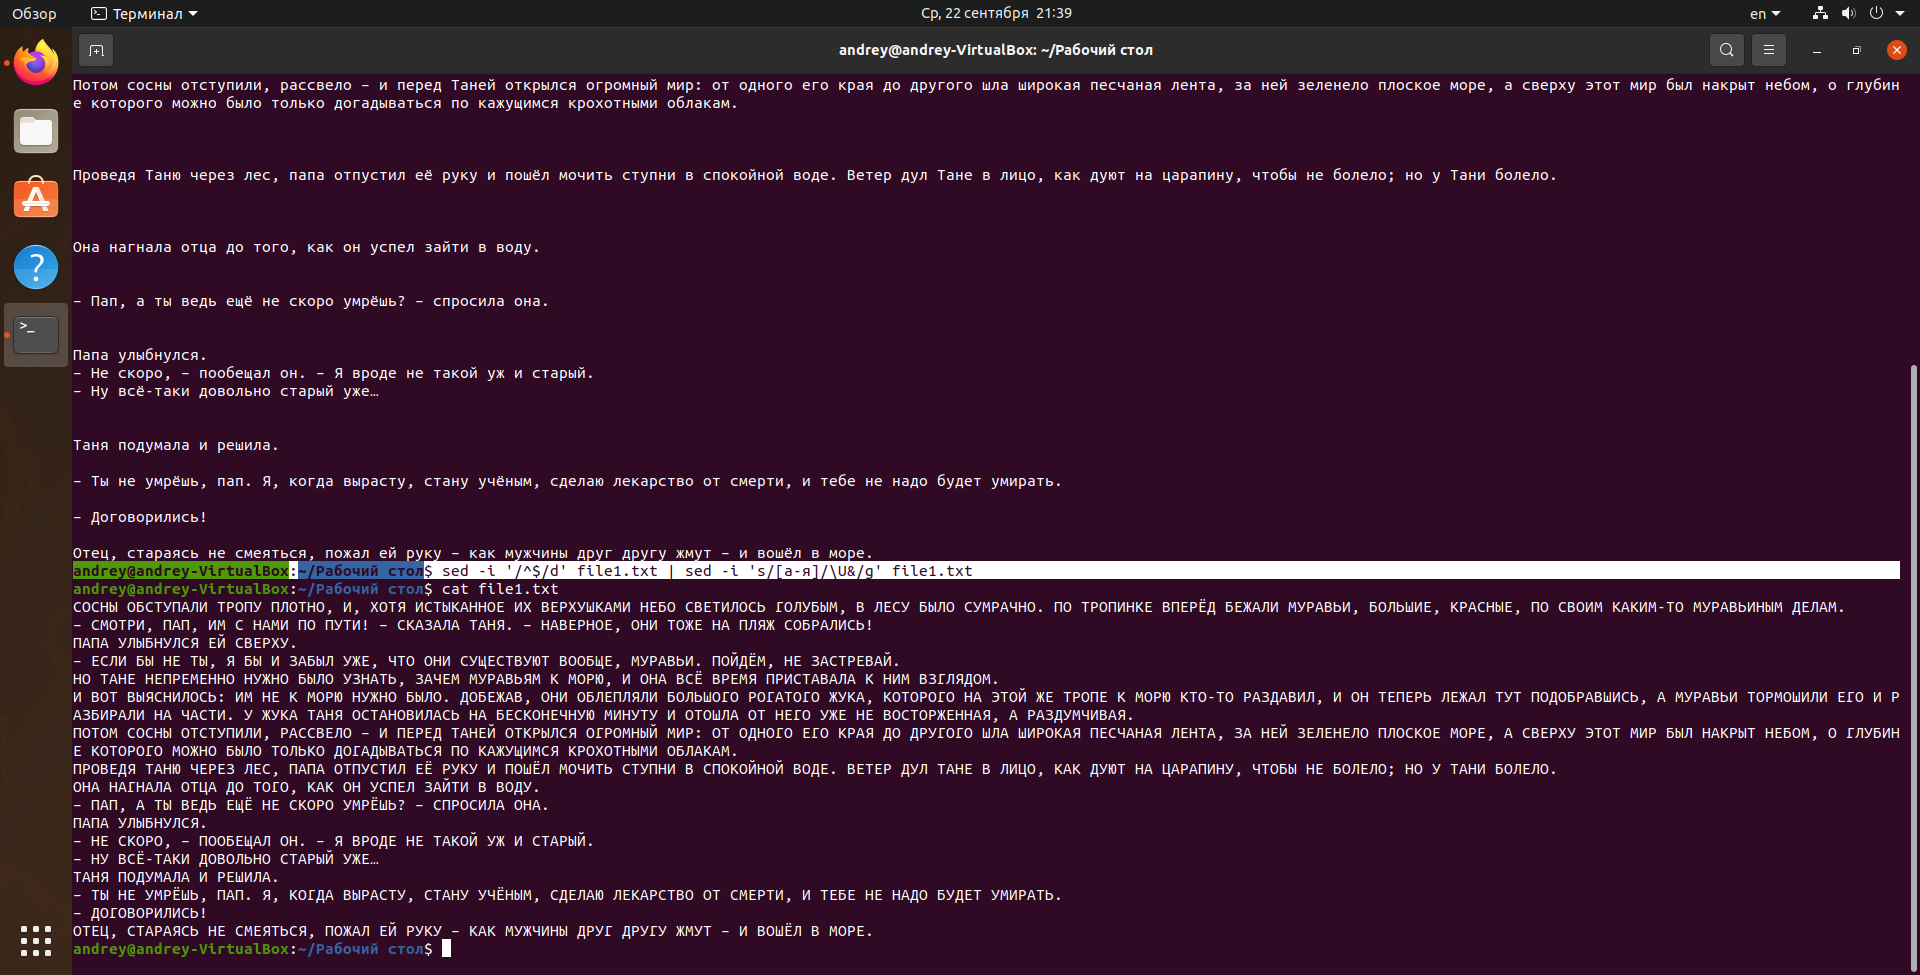 Обзор
Терминал
Ср, 22 сентября 21:39
en
andrey@andrey-VirtualBox: ~/Рабочий стол
Потом сосны отступили, рассвело – и перед Таней открылся огромный мир: от одного его края до другого шла широкая песчаная лента, за ней зеленело плоское море, а сверху этот мир был накрыт небом, о глубин
е которого можно было только догадываться по кажущимся крохотными облакам.
Проведя Таню через лес, папа отпустил её руку и пошёл мочить ступни в спокойной воде. Ветер дул Тане в лицо, как дуют на царапину, чтобы не болело; но у Тани болело.
Она нагнала отца до того, как он успел зайти в воду.
– Пап, а ты ведь ещё не скоро умрёшь? – спросила она.
Папа улыбнулся.
– Не скоро, – пообещал он. – Я вроде не такой уж и старый.
– Ну всё-таки довольно старый уже…
Таня подумала и решила.
– Ты не умрёшь, пап. Я, когда вырасту, стану учёным, сделаю лекарство от смерти, и тебе не надо будет умирать.
– Договорились!
Отец, стараясь не смеяться, пожал ей руку – как мужчины друг другу жмут – и вошёл в море.
andrey@andrey-VirtualBox:~/Рабочий стол$ sed -i '/^$/d' file1.txt | sed -i 's/[а-я]/\U&/g' file1.txt
andrey@andrey-VirtualBox:~/Рабочий стол$ cat file1.txt
СОСНЫ ОБСТУПАЛИ ТРОПУ ПЛОТНО, И, ХОТЯ ИСТЫКАННОЕ ИХ ВЕРХУШКАМИ НЕБО СВЕТИЛОСЬ ГОЛУБЫМ, В ЛЕСУ БЫЛО СУМРАЧНО. ПО ТРОПИНКЕ ВПЕРЁД БЕЖАЛИ МУРАВЬИ, БОЛЬШИЕ, КРАСНЫЕ, ПО СВОИМ КАКИМ-ТО МУРАВЬИНЫМ ДЕЛАМ.
– СМОТРИ, ПАП, ИМ С НАМИ ПО ПУТИ! – СКАЗАЛА ТАНЯ. – НАВЕРНОЕ, ОНИ ТОЖЕ НА ПЛЯЖ СОБРАЛИСЬ!
ПАПА УЛЫБНУЛСЯ ЕЙ СВЕРХУ.
– ЕСЛИ БЫ НЕ ТЫ, Я БЫ И ЗАБЫЛ УЖЕ, ЧТО ОНИ СУЩЕСТВУЮТ ВООБЩЕ, МУРАВЬИ. ПОЙДЁМ, НЕ ЗАСТРЕВАЙ.
НО ТАНЕ НЕПРЕМЕННО НУЖНО БЫЛО УЗНАТЬ, ЗАЧЕМ МУРАВЬЯМ К МОРЮ, И ОНА ВСЁ ВРЕМЯ ПРИСТАВАЛА К НИМ ВЗГЛЯДОМ.
И ВОТ ВЫЯСНИЛОСЬ: ИМ НЕ К МОРЮ НУЖНО БЫЛО. ДОБЕЖАВ, ОНИ ОБЛЕПЛЯЛИ БОЛЬШОГО РОГАТОГО ЖУКА, КОТОРОГО НА ЭТОЙ ЖЕ ТРОПЕ К МОРЮ КТО-ТО РАЗДАВИЛ, И ОН ТЕПЕРЬ ЛЕЖАЛ ТУТ ПОДОБРАВШИСЬ, А МУРАВЬИ ТОРМОШИЛИ ЕГО И Р
АЗБИРАЛИ НА ЧАСТИ. У ЖУКА ТАНЯ ОСТАНОВИЛАСЬ НА БЕСКОНЕЧНУЮ МИНУТУ И ОТОШЛА ОТ НЕГО УЖЕ НЕ ВОСТОРЖЕННАЯ, А РАЗДУМЧИВАЯ.
ПОТОМ СОСНЫ ОТСТУПИЛИ, РАССВЕЛО – И ПЕРЕД ТАНЕЙ ОТКРЫЛСЯ ОГРОМНЫЙ МИР: ОТ ОДНОГО ЕГО КРАЯ ДО ДРУГОГО ШЛА ШИРОКАЯ ПЕСЧАНАЯ ЛЕНТА, ЗА НЕЙ ЗЕЛЕНЕЛО ПЛОСКОЕ МОРЕ, А СВЕРХУ ЭТОТ МИР БЫЛ НАКРЫТ НЕБОМ, О ГЛУБИН
Е КОТОРОГО МОЖНО БЫЛО ТОЛЬКО ДОГАДЫВАТЬСЯ ПО КАЖУЩИМСЯ КРОХОТНЫМИ ОБЛАКАМ.
ПРОВЕДЯ ТАНЮ ЧЕРЕЗ ЛЕС, ПАПА ОТПУСТИЛ ЕЁ РУКУ И ПОШЁЛ МОЧИТЬ СТУПНИ В СПОКОЙНОЙ ВОДЕ. ВЕТЕР ДУЛ ТАНЕ В ЛИЦО, КАК ДУЮТ НА ЦАРАПИНУ, ЧТОБЫ НЕ БОЛЕЛО; НО У ТАНИ БОЛЕЛО.
ОНА НАГНАЛА ОТЦА ДО ТОГО, КАК ОН УСПЕЛ ЗАЙТИ В ВОДУ.
– ПАП, А ТЫ ВЕДЬ ЕЩЁ НЕ СКОРО УМРЁШЬ? – СПРОСИЛА ОНА.
ПАПА УЛЫБНУЛСЯ.
– НЕ СКОРО, – ПООБЕЩАЛ ОН. – Я ВРОДЕ НЕ ТАКОЙ УЖ И СТАРЫЙ.
– НУ ВСЁ-ТАКИ ДОВОЛЬНО СТАРЫЙ УЖЕ…
ТАНЯ ПОДУМАЛА И РЕШИЛА.
– ТЫ НЕ УМРЁШЬ, ПАП. Я, КОГДА ВЫРАСТУ, СТАНУ УЧЁНЫМ, СДЕЛАЮ ЛЕКАРСТВО ОТ СМЕРТИ, И ТЕБЕ НЕ НАДО БУДЕТ УМИРАТЬ.
– ДОГОВОРИЛИСЬ!
ОТЕЦ, СТАРАЯСЬ НЕ СМЕЯТЬСЯ, ПОЖАЛ ЕЙ РУКУ – КАК МУЖЧИНЫ ДРУГ ДРУГУ ЖМУТ – И ВОШЁЛ В МОРЕ.
andrey@andrey-VirtualBox:~/Рабочий стол$